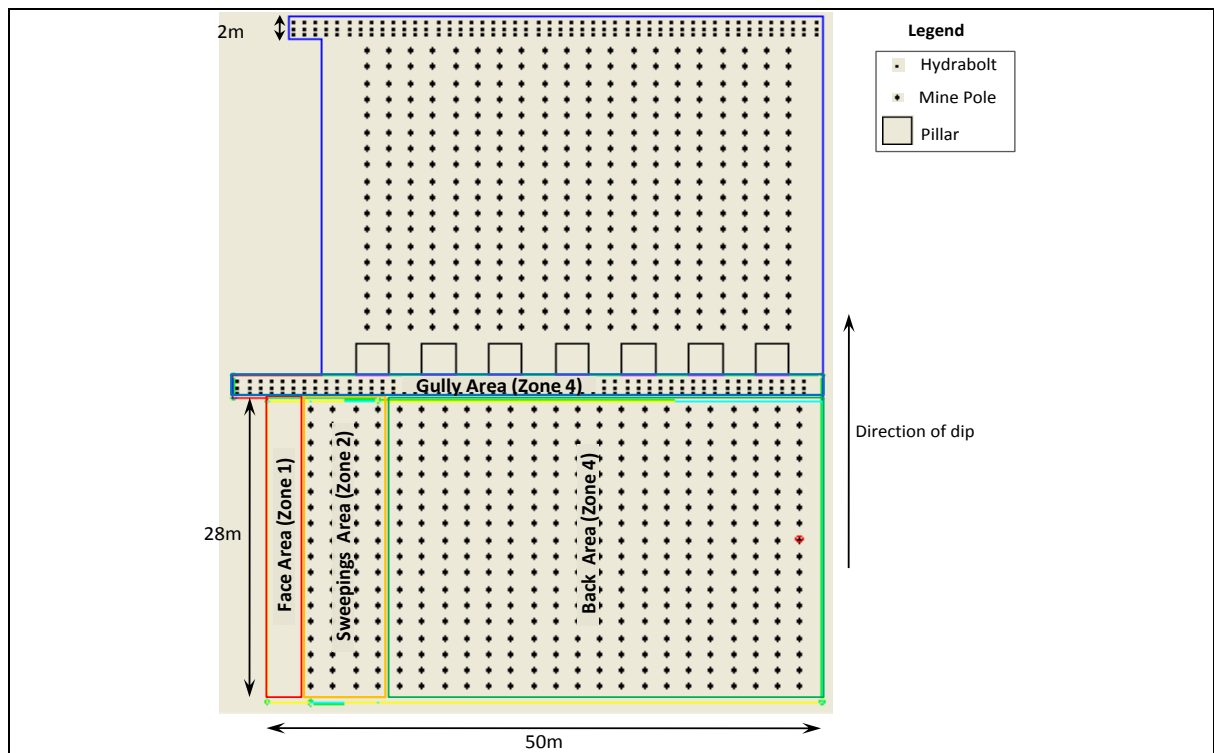 2m
Legend
Hydrabolt
Mine Pole
Pillar
Gully Area (Zone 4)
Direction of dip
28m
Face Area (Zone 1)
Sweepings Area (Zone 2)
Back Area (Zone 4)
50m